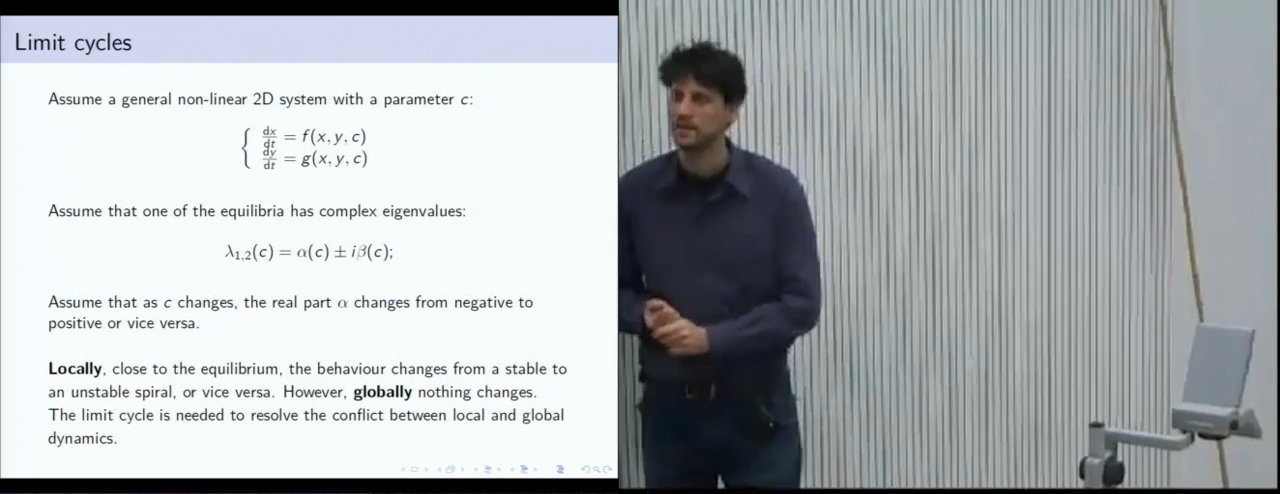 Limit cycles
Assume a general non-linear 2D system with a parameter c:
{ dx/dt = f(x, y, c)
dy/dt = g(x, y, c)
Assume that one of the equilibria has complex eigenvalues:
λ1,2(c) = α(c) ± iβ(c);
Assume that as c changes, the real part α changes from negative to
positive or vice versa.
Locally, close to the equilibrium, the behaviour changes from a stable to
an unstable spiral, or vice versa. However, globally nothing changes.
The limit cycle is needed to resolve the conflict between local and global
dynamics.